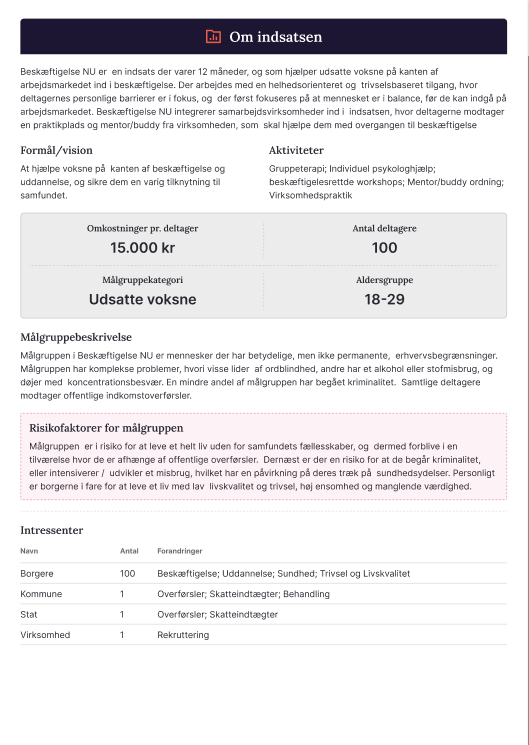 Om indsatsen
Beskæftigelse NU er en indsats der varer 12 måneder, og som hjælper udsatte voksne på kanten af
arbejdsmarkedet ind i beskæftigelse. Der arbejdes med en helhedsorienteret og trivselsbaseret tilgang, hvor
deltagernes personlige barrierer er i fokus, og der først fokuseres på at mennesket er i balance, før de kan indgå på
arbejdsmarkedet. Beskæftigelse NU integrerer samarbejdsvirksomheder ind i indsatsen, hvor deltagerne modtager
en praktikplads og mentor/buddy fra virksomheden, som skal hjælpe dem med overgangen til beskæftigelse
Formål/vision
At hjælpe voksne på kanten af beskæftigelse og
uddannelse, og sikre dem en varig tilknytning til
samfundet.
Aktiviteter
Gruppeterapi; Individuel psykologhjælp;
beskæftigelesrettde workshops; Mentor/buddy ordning;
Virksomhedspraktik
Omkostninger pr. deltager
15.000 kr
Antal deltagere
100
Målgruppekategori
Udsatte voksne
Aldersgruppe
18-29
Målgruppebeskrivelse
Målgruppen i Beskæftigelse NU er mennesker der har betydelige, men ikke permanente, erhvervsbegrænsninger.
Målgruppen har komplekse problemer, hvori visse lider af ordblindhed, andre har et alkohol eller stofmisbrug, og
døjer med koncentrationsbesvær. En mindre andel af målgruppen har begået kriminalitet. Samtlige deltagere
modtager offentlige indkomstoverførsler.
Risikofaktorer for målgruppen
Målgruppen er i risiko for at leve et helt liv uden for samfundets fællesskaber, og dermed forblive i en
tilværelse hvor de er afhænge af offentlige overførsler. Dernæst er der en risiko for at de begår kriminalitet,
eller intensiverer / udvikler et misbrug, hvilket har en påvirkning på deres træk på sundhedsydelser. Personligt
er borgerne i fare for at leve et liv med lav livskvalitet og trivsel, høj ensomhed og manglende værdighed.
Intressenter
Navn Antal Forandringer
Borgere 100 Beskæftigelse; Uddannelse; Sundhed; Trivsel og Livskvalitet
Kommune 1 Overførsler; Skatteindtægter; Behandling
Stat 1 Overførsler; Skatteindtægter
Virksomhed 1 Rekruttering